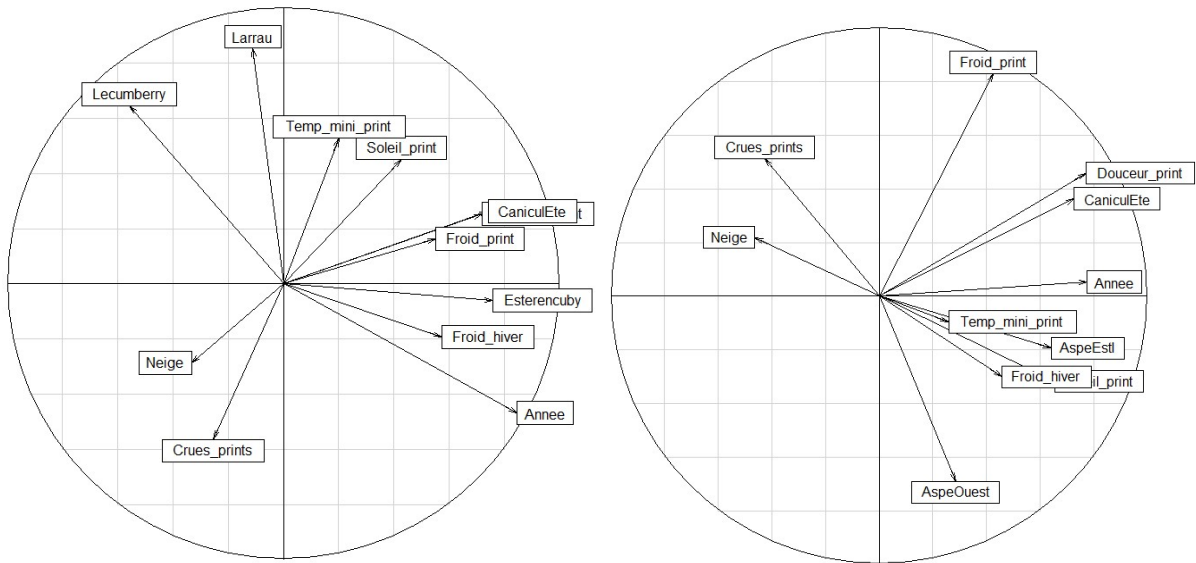 Larrau
Lecumberry
Temp_mini_print
Soleil_print
CaniculEte
Froid_print
Esterencuby
Froid_hiver
Neige
Annee
Crues_prints
Froid_print
Crues_prints
Douceur_print
CaniculEte
Neige
Annee
Temp_mini_print
AspeEstI
Froid_hiver
AspeOuest